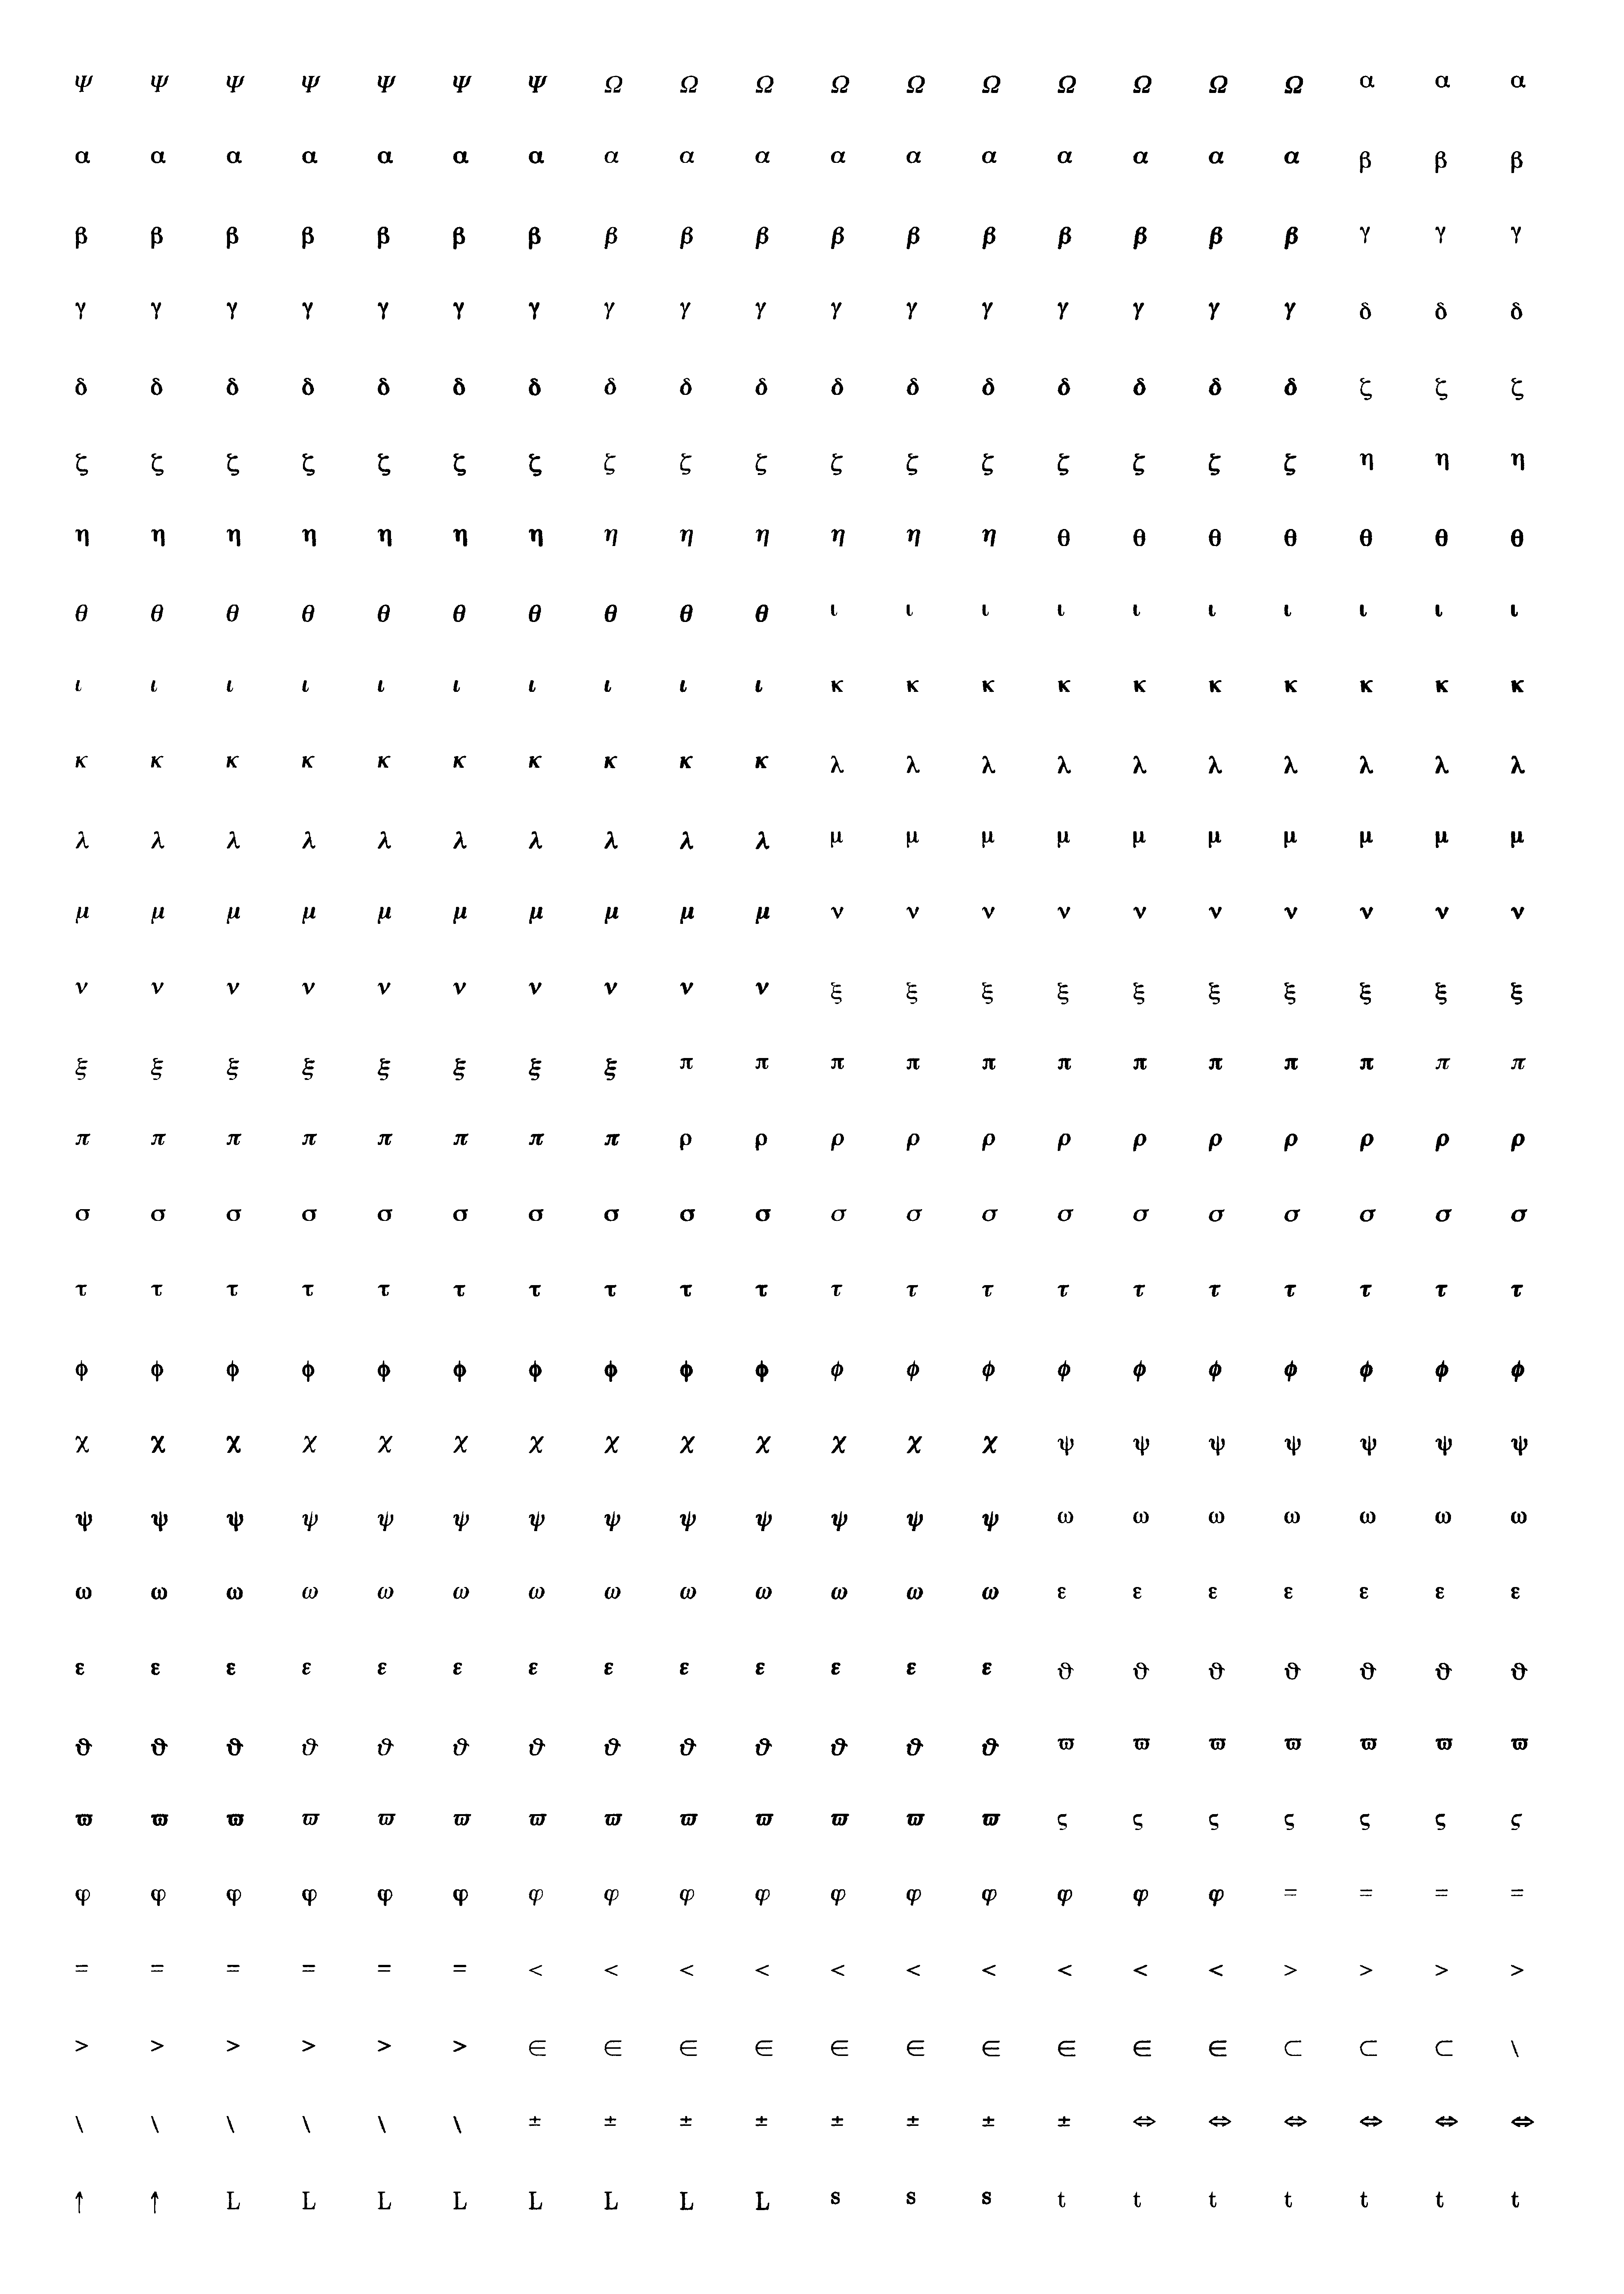 Ψ Ψ Ψ Ψ Ψ Ψ Ψ Ω Ω Ω Ω Ω Ω Ω Ω Ω Ω α α α
α α α α α α α α α α α α α α α α α β β β
β β β β β β β β β β β β β β β β β γ γ γ
γ γ γ γ γ γ γ γ γ γ γ γ γ γ γ γ γ δ δ δ
δ δ δ δ δ δ δ δ δ δ δ δ δ δ δ δ δ ζ ζ ζ
ζ ζ ζ ζ ζ ζ ζ ζ ζ ζ ζ ζ ζ ζ ζ ζ ζ η η η
η η η η η η η η η η η η η θ θ θ θ θ θ θ
θ θ θ θ θ θ θ θ θ θ ι ι ι ι ι ι ι ι ι ι
ι ι ι ι ι ι ι ι ι ι κ κ κ κ κ κ κ κ κ κ
κ κ κ κ κ κ κ κ κ κ λ λ λ λ λ λ λ λ λ λ
λ λ λ λ λ λ λ λ λ λ μ μ μ μ μ μ μ μ μ μ
μ μ μ μ μ μ μ μ μ μ ν ν ν ν ν ν ν ν ν ν
ν ν ν ν ν ν ν ν ν ν ξ ξ ξ ξ ξ ξ ξ ξ ξ ξ
ξ ξ ξ ξ ξ ξ ξ ξ π π π π π π π π π π π π
π π π π π π π π ρ ρ ρ ρ ρ ρ ρ ρ ρ ρ ρ ρ
σ σ σ σ σ σ σ σ σ σ σ σ σ σ σ σ σ σ σ σ
τ τ τ τ τ τ τ τ τ τ τ τ τ τ τ τ τ τ τ τ
ϕ ϕ ϕ ϕ ϕ ϕ ϕ ϕ ϕ ϕ ϕ ϕ ϕ ϕ ϕ ϕ ϕ ϕ ϕ ϕ
χ χ χ χ χ χ χ χ χ χ χ χ χ ψ ψ ψ ψ ψ ψ ψ
ψ ψ ψ ψ ψ ψ ψ ψ ψ ψ ψ ψ ψ ω ω ω ω ω ω ω
ω ω ω ω ω ω ω ω ω ω ω ω ω ε ε ε ε ε ε ε
ε ε ε ε ε ε ε ε ε ε ε ε ε ϑ ϑ ϑ ϑ ϑ ϑ ϑ
ϑ ϑ ϑ ϑ ϑ ϑ ϑ ϑ ϑ ϑ ϑ ϑ ϑ ϖ ϖ ϖ ϖ ϖ ϖ ϖ
ϖ ϖ ϖ ϖ ϖ ϖ ϖ ϖ ϖ ϖ ϖ ϖ ϖ ς ς ς ς ς ς ς
φ φ φ φ φ φ φ φ φ φ φ φ φ φ φ φ = = = =
= = = = = = < < < < < < < < < < > > > >
> > > > > > ∈ ∈ ∈ ∈ ∈ ∈ ∈ ∈ ∈ ∈ ⊂ ⊂ ⊂ \
\ \ \ \ \ \ ± ± ± ± ± ± ± ± ⇔ ⇔ ⇔ ⇔ ⇔ ⇔
↑ ↑ L L L L L L L L s s s t t t t t t t